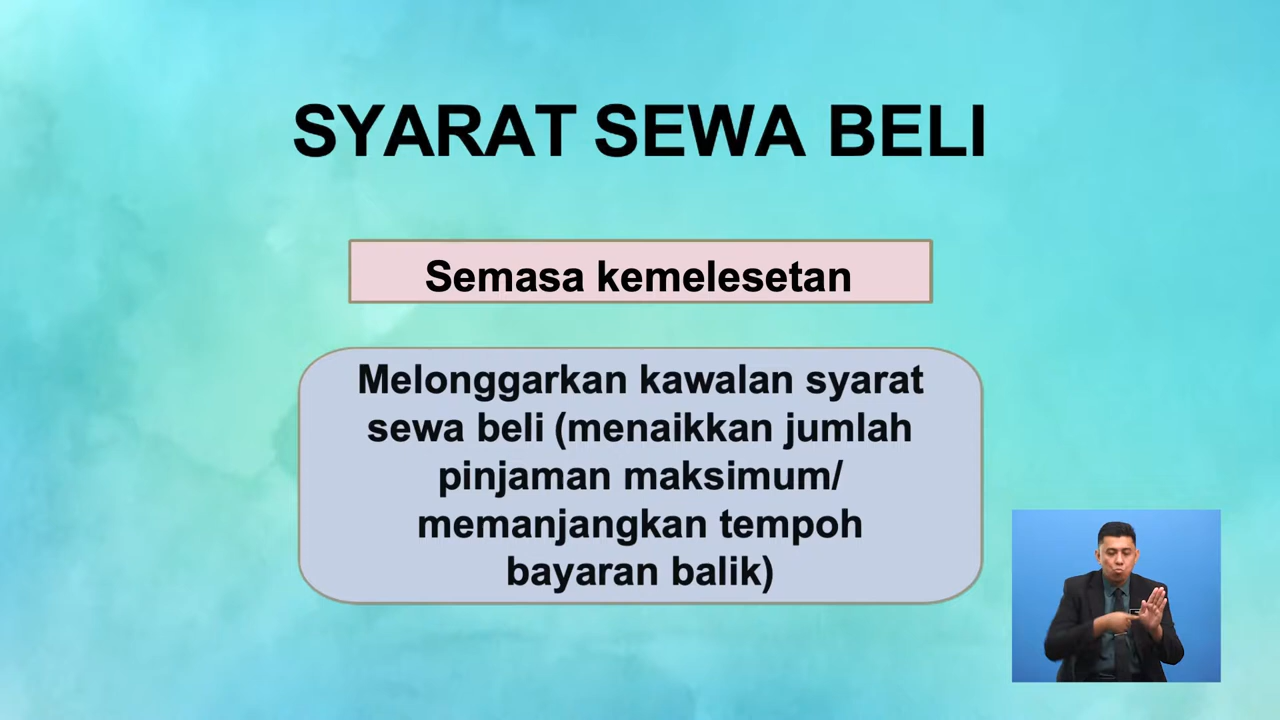 SYARAT SEWA BELI
Semasa kemelesetan
Melonggarkan kawalan syarat
sewa beli (menaikkan jumlah
pinjaman maksimum/
memanjangkan tempoh
bayaran balik)